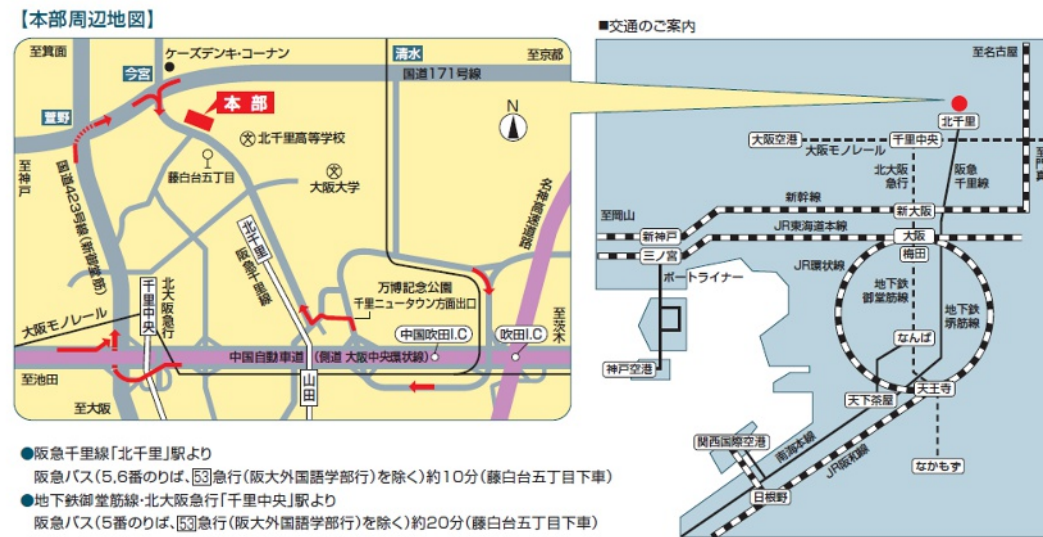 【本部周辺地図】
至箕面
ケーズデンキ・コーナン
今宮
清水
至京都
国道171号線
萱野
本部
N
北千里高等学校
藤白台五丁目
大阪大学
至神戸
国道423号線(新御堂筋)
名神高速道路
北千里
阪急千里線
万博記念公園
千里ニュータウン方面出口
北大阪急行
千里中央
大阪モノレール
中国吹田I.C
吹田I.C
至茨木
中国自動車道 (側道 大阪中央環状線)
至池田
山田
至大阪
●阪急千里線「北千里」駅より
阪急バス(5,6番のりば、53急行(阪大外国語学部行)を除く)約10分(藤白台五丁目下車)
●地下鉄御堂筋線・北大阪急行「千里中央」駅より
阪急バス(5番のりば、53急行(阪大外国語学部行)を除く)約20分(藤白台五丁目下車)
■交通のご案内
至名古屋
北千里
大阪空港
千里中央
大阪モノレール
至門真
北大阪急行
阪急千里線
新幹線
至岡山
新大阪
JR東海道本線
新神戸
大阪
三ノ宮
梅田
JR環状線
ポートライナー
地下鉄御堂筋線
地下鉄堺筋線
なんば
神戸空港
天王寺
天下茶屋
関西国際空港
南海本線
JR阪和線
なかもず
日根野